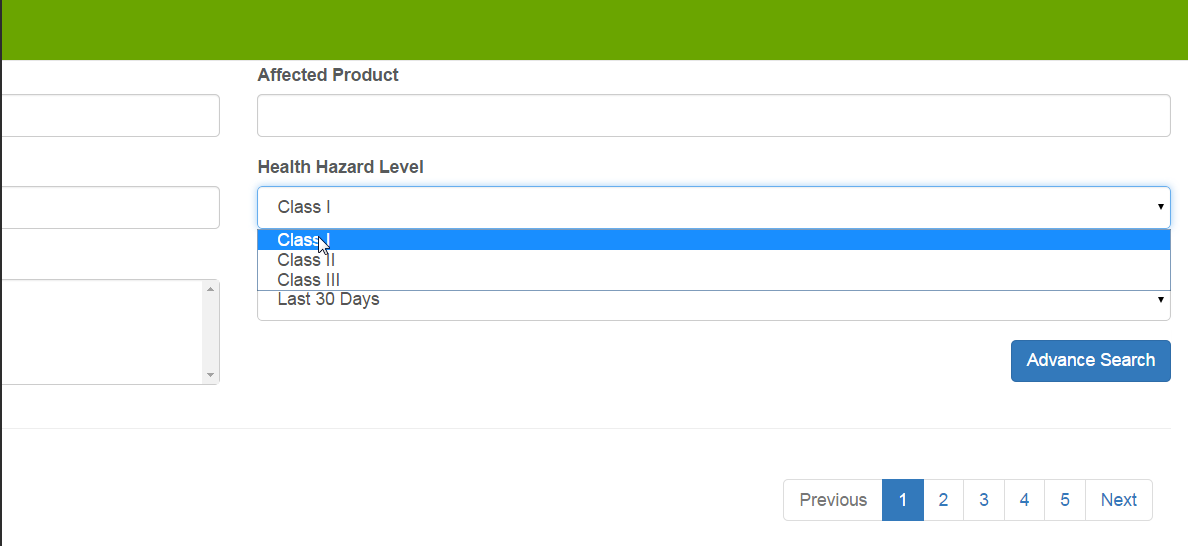 Affected Product
Health Hazard Level
Class I
Class I
Class II
Class III
Last 30 Days
Advance Search
Previous 1 2 3 4 5 Next